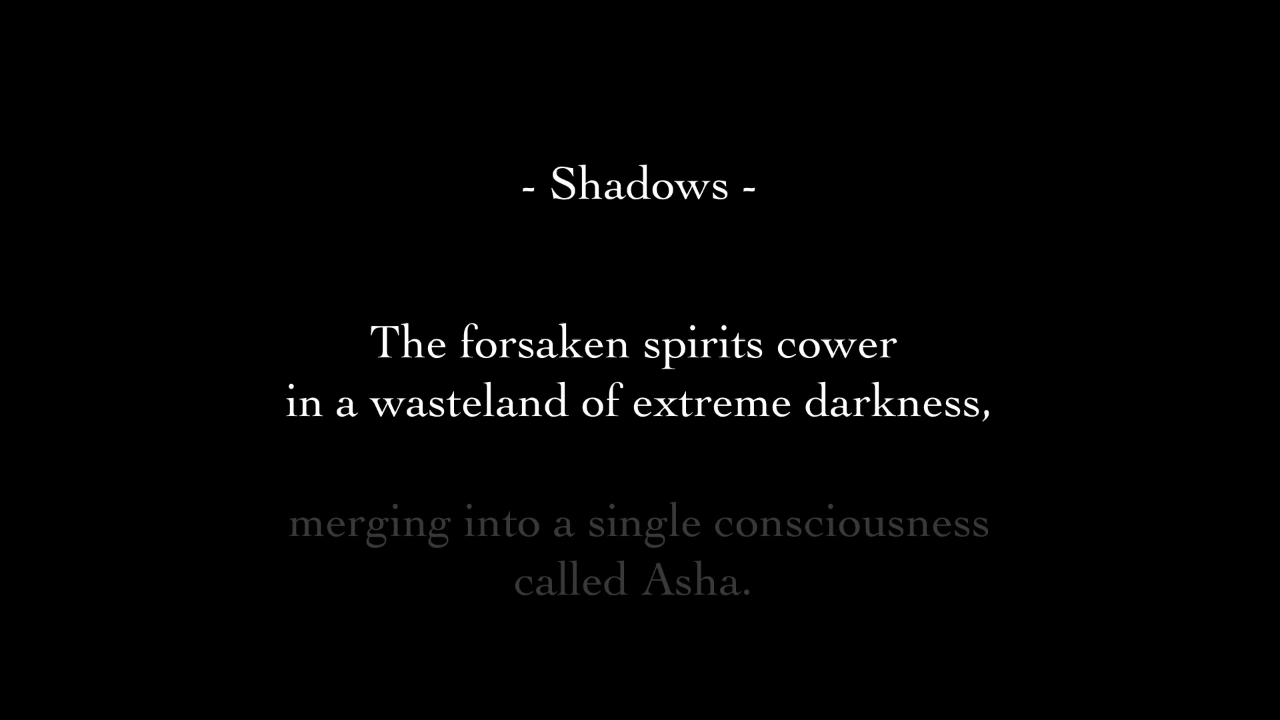 - Shadows -
The forsaken spirits cower
in a wasteland of extreme darkness,
merging into a single consciousness
called Asha.